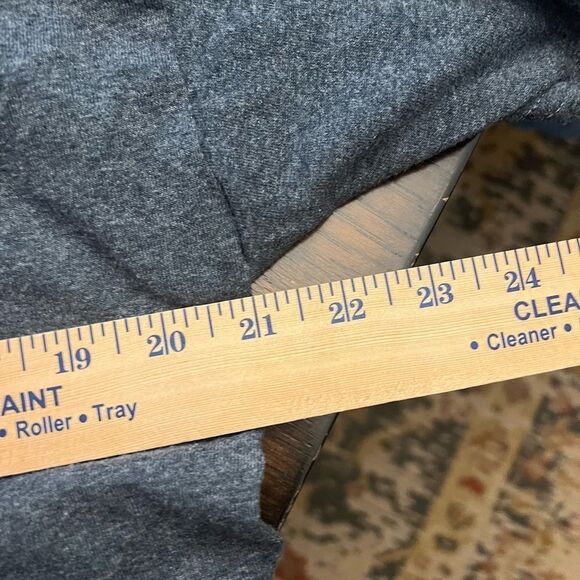 19 20 21 22 23 24
AINT
• Roller • Tray
CLEA
• Cleaner •